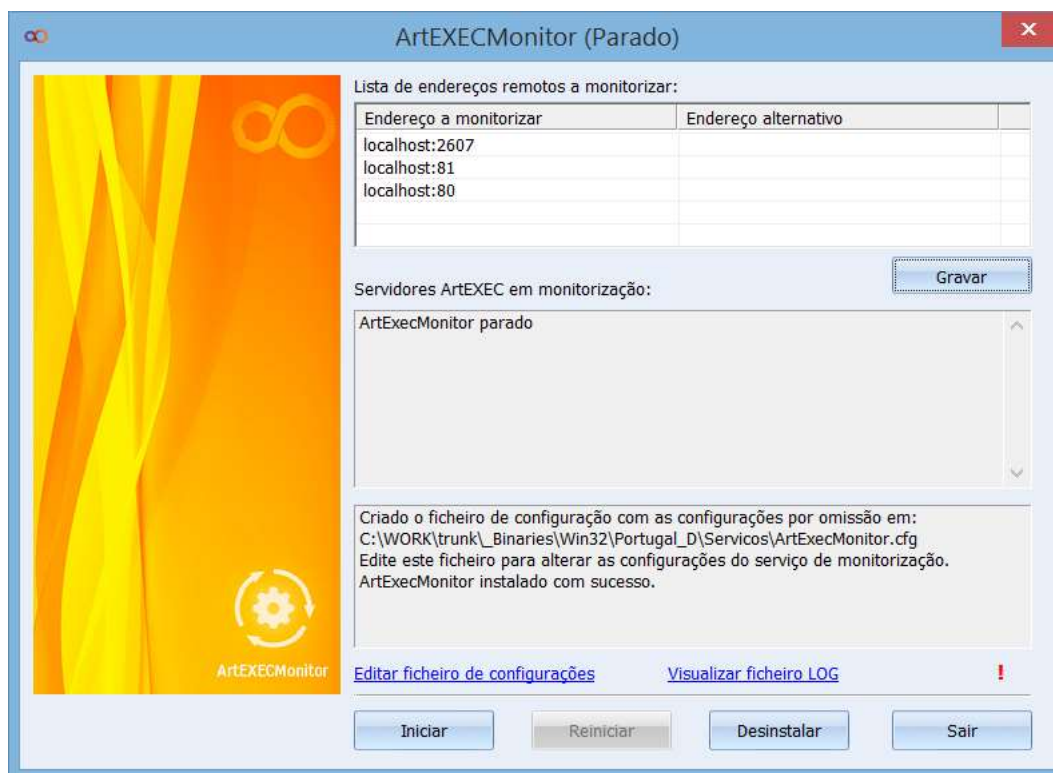 ArtEXECMonitor (Parado)
Lista de endereços remotos a monitorizar:
Endereço a monitorizar Endereço alternativo
localhost:2607
localhost:81
localhost:80
Gravar
Servidores ArtEXEC em monitorização:
ArtExecMonitor parado
Criado o ficheiro de configuração com as configurações por omissão em:
C:\WORK\trunk\_Binaries\Win32\Portugal_D\Servicos\ArtExecMonitor.cfg
Edite este ficheiro para alterar as configurações do serviço de monitorização.
ArtExecMonitor instalado com sucesso.
ArtEXECMonitor
Editar ficheiro de configurações Visualizar ficheiro LOG !
Iniciar Reiniciar Desinstalar Sair